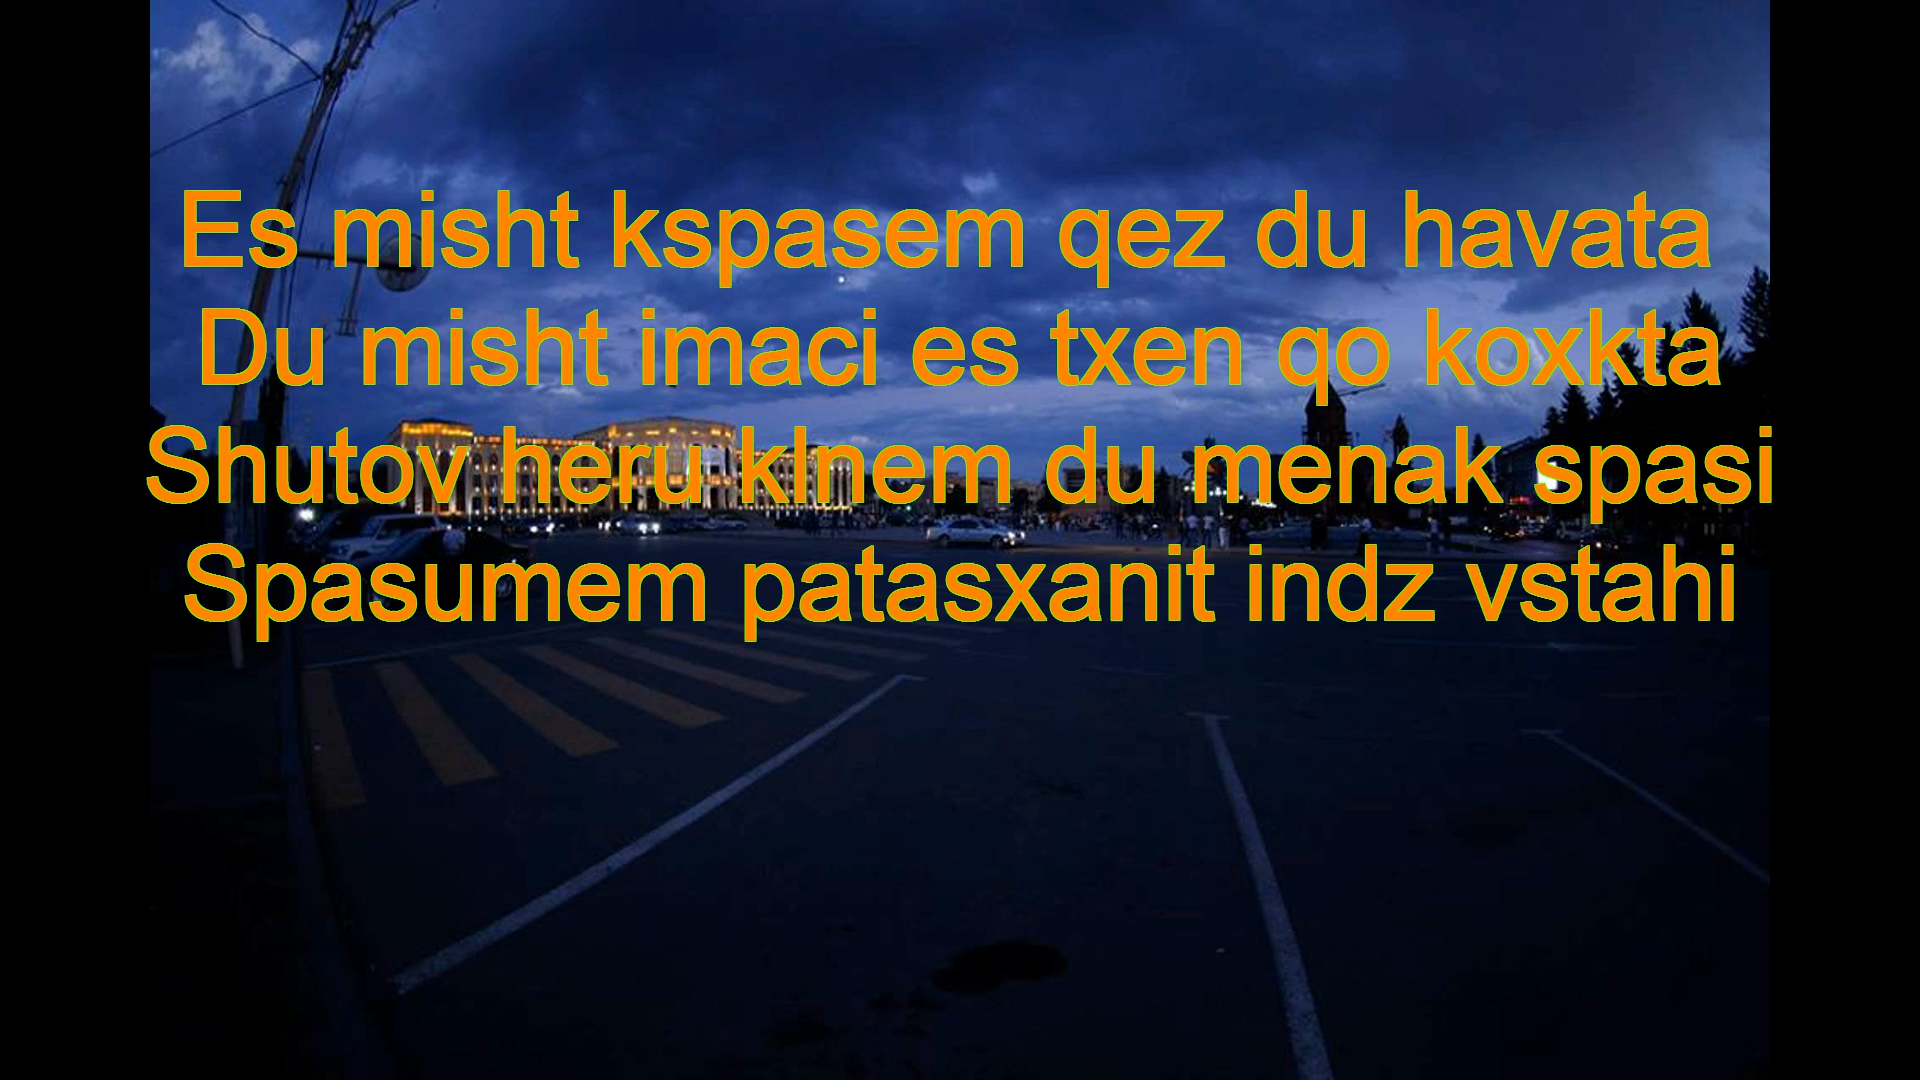 Es misht kspasem qez du havata
Du misht imaci es txen qo koxkta
Shutov heru klnem du menak spasi
Spasumem patasxanit indz vstahi